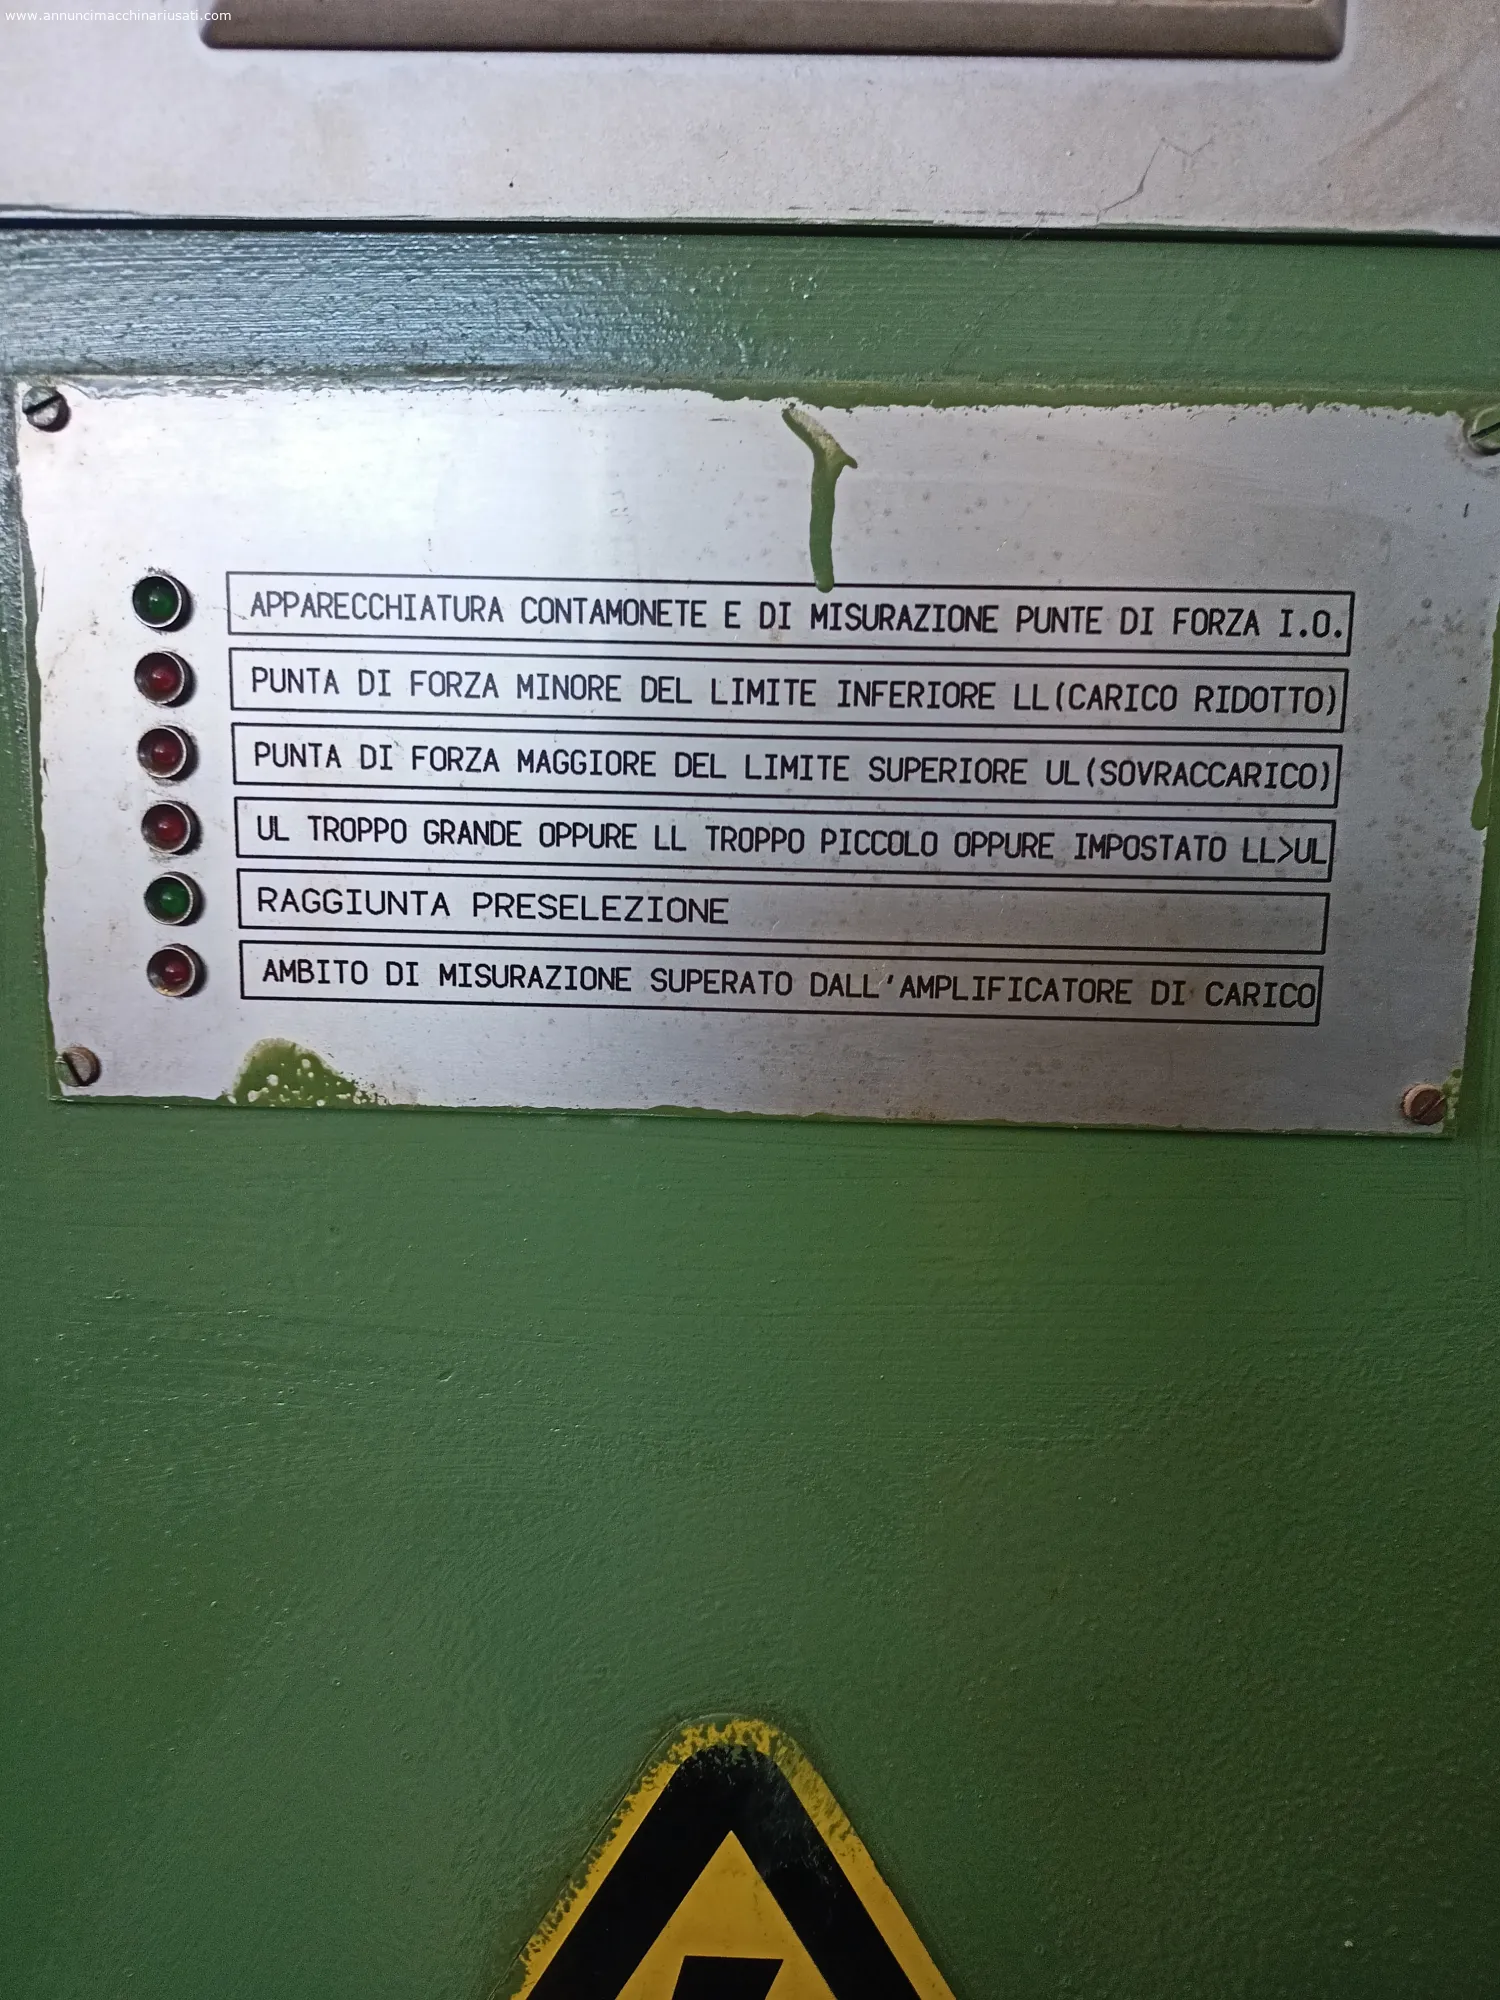 www.annuncimacchinariusati.com
APPARECCHIATURA CONTAMONETE E DI MISURAZIONE PUNTE DI FORZA I.O.
PUNTA DI FORZA MINORE DEL LIMITE INFERIORE LL(CARICO RIDOTTO)
PUNTA DI FORZA MAGGIORE DEL LIMITE SUPERIORE UL(SOVRACCARICO)
UL TROPPO GRANDE OPPURE LL TROPPO PICCOLO OPPURE IMPOSTATO LL>UL
RAGGIUNTA PRESELEZIONE
AMBITO DI MISURAZIONE SUPERATO DALL'AMPLIFICATORE DI CARICO